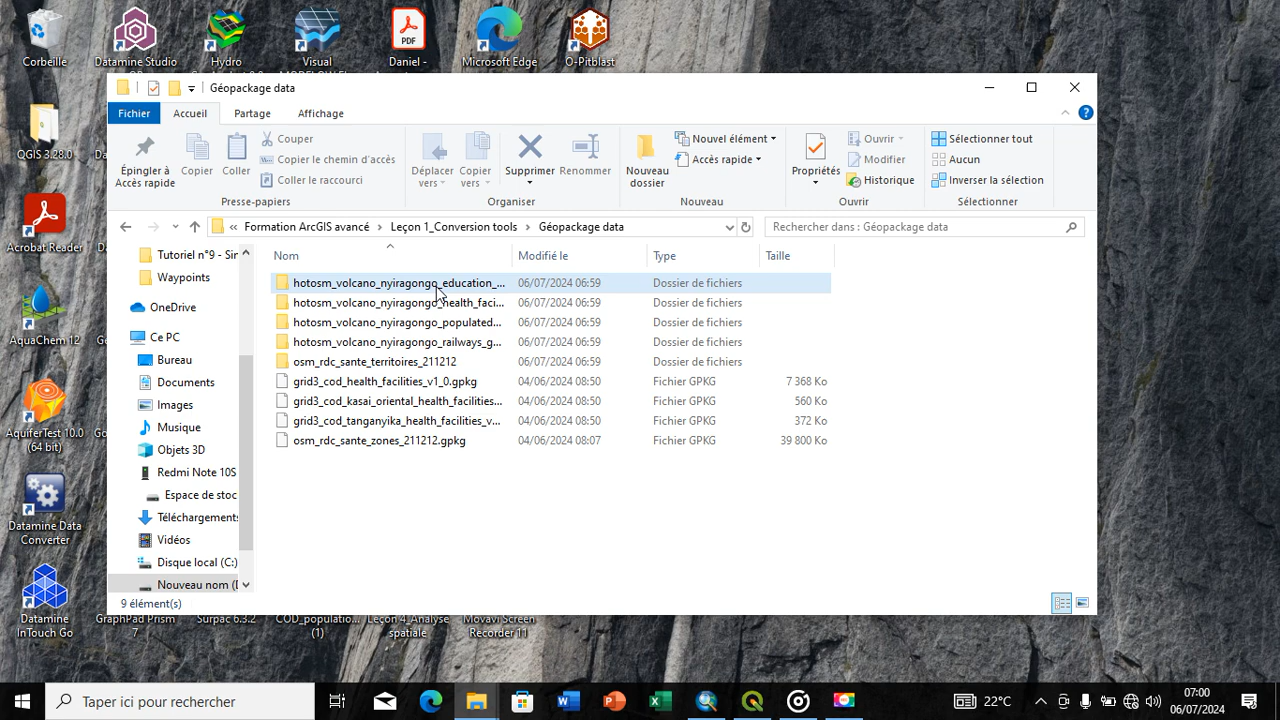 Corbeille
Datamine Studio
Hydro
Visual
PDF
Daniel -
Microsoft Edge
O-Pitblast
QGIS 3.28.0
Acrobat Reader
AquaChem 12
AquiferTest 10.0
(64 bit)
Datamine Data
Converter
Datamine
InTouch Go
Géopackage data
Fichier
Accueil
Partage
Affichage
Épingler à
Accès rapide
Copier
Coller
Couper
Copier le chemin d'accès
Coller le raccourci
Presse-papiers
Déplacer
vers
Copier
vers
Supprimer
Renommer
Organiser
Nouveau
dossier
Nouvel élément
Accès rapide
Nouveau
Propriétés
Ouvrir
Modifier
Historique
Ouvrir
Sélectionner tout
Aucun
Inverser la sélection
Sélectionner
« Formation ArcGIS avancé > Leçon 1_Conversion tools > Géopackage data
Rechercher dans : Géopackage data
Tutoriel n°9 - Sir
Waypoints
OneDrive
Ce PC
Bureau
Documents
Images
Musique
Objets 3D
Redmi Note 10S
Espace de stoc
Téléchargements
Vidéos
Disque local (C:)
Nouveau nom (D
Nom Modifié le Type Taille
hotosm_volcano_nyiragongo_education_... 06/07/2024 06:59 Dossier de fichiers
hotosm_volcano_nyiragongo_health_faci... 06/07/2024 06:59 Dossier de fichiers
hotosm_volcano_nyiragongo_populated... 06/07/2024 06:59 Dossier de fichiers
hotosm_volcano_nyiragongo_railways_g... 06/07/2024 06:59 Dossier de fichiers
osm_rdc_sante_territoires_211212 06/07/2024 06:59 Dossier de fichiers
grid3_cod_health_facilities_v1_0.gpkg 04/06/2024 08:50 Fichier GPKG 7 368 Ko
grid3_cod_kasai_oriental_health_facilities... 04/06/2024 08:50 Fichier GPKG 560 Ko
grid3_cod_tanganyika_health_facilities_v... 04/06/2024 08:50 Fichier GPKG 372 Ko
osm_rdc_sante_zones_211212.gpkg 04/06/2024 08:07 Fichier GPKG 39 800 Ko
9 élément(s)
GraphPad Prism
7
Surpac 6.3.2
COD_populatio...
(1)
Leçon 4_Analyse
spatiale
Movavi Screen
Recorder 11
Taper ici pour rechercher
22°C
07:00
06/07/2024